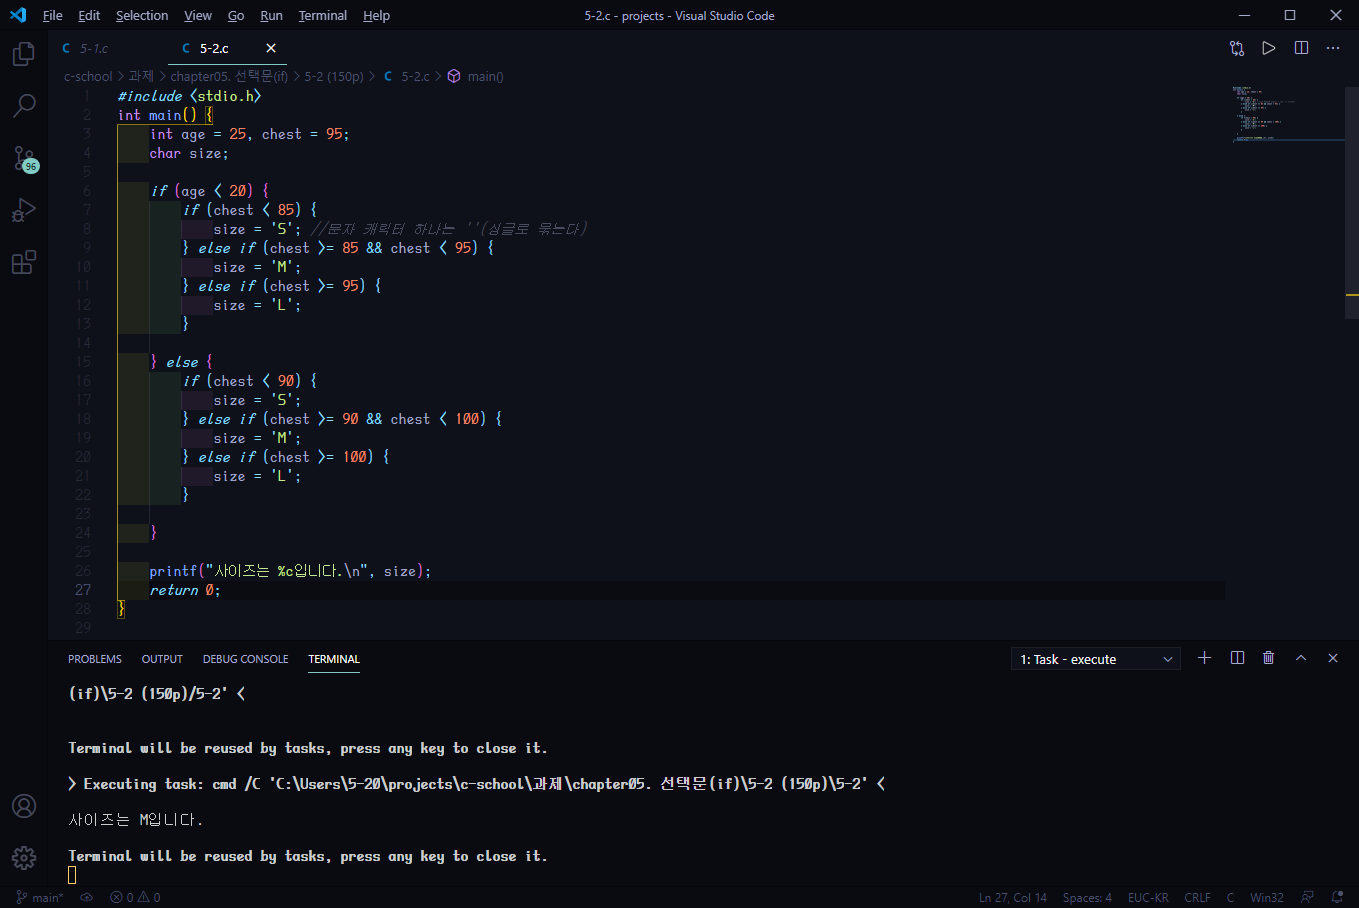 File Edit Selection View Go Run Terminal Help 5-2.c - projects - Visual Studio Code
C 5-1.c C 5-2.c
c-school > 과제 > chapter05. 선택문(if) > 5-2 (150p) > C 5-2.c > main()
1 #include <stdio.h>
2 int main() {
3 int age = 25, chest = 95;
4 char size;
5
6 if (age < 20) {
7 if (chest < 85) {
8 size = 'S'; //문자 캐릭터 하나는 ''(싱글로 묶는다)
9 } else if (chest >= 85 && chest < 95) {
10 size = 'M';
11 } else if (chest >= 95) {
12 size = 'L';
13 }
14
15 } else {
16 if (chest < 90) {
17 size = 'S';
18 } else if (chest >= 90 && chest < 100) {
19 size = 'M';
20 } else if (chest >= 100) {
21 size = 'L';
22 }
23
24 }
25
26 printf("사이즈는 %c입니다.\n", size);
27 return 0;
28 }
29
96
PROBLEMS OUTPUT DEBUG CONSOLE TERMINAL 1: Task - execute
(if)\5-2 (150p)/5-2' <
Terminal will be reused by tasks, press any key to close it.
> Executing task: cmd /C 'C:\Users\5-20\projects\c-school\과제\chapter05. 선택문(if)\5-2 (150p)\5-2' <
사이즈는 M입니다.
Terminal will be reused by tasks, press any key to close it.
main* 0 0 Ln 27, Col 14 Spaces: 4 EUC-KR CRLF C Win32